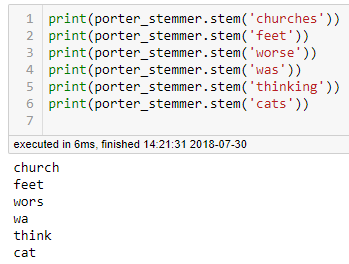 1 print(porter_stemmer.stem('churches'))
2 print(porter_stemmer.stem('feet'))
3 print(porter_stemmer.stem('worse'))
4 print(porter_stemmer.stem('was'))
5 print(porter_stemmer.stem('thinking'))
6 print(porter_stemmer.stem('cats'))
7
executed in 6ms, finished 14:21:31 2018-07-30
church
feet
wors
wa
think
cat